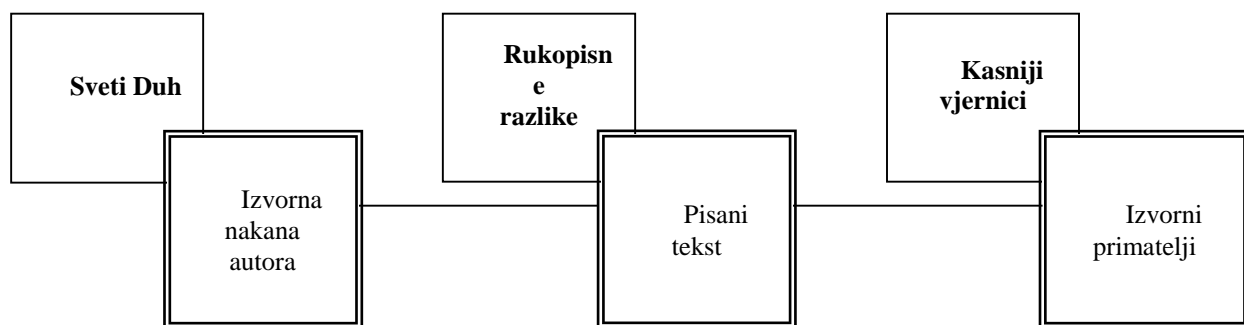 Sveti Duh
Rukopisn
e
razlike
Kasniji
vjernici
Izvorna
nakana
autora
Pisani
tekst
Izvorni
primatelji